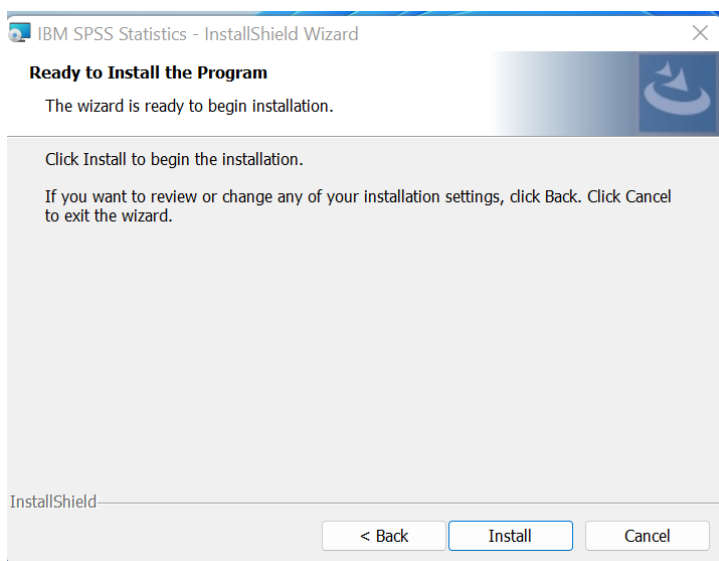 IBM SPSS Statistics - InstallShield Wizard
Ready to Install the Program
The wizard is ready to begin installation.
Click Install to begin the installation.
If you want to review or change any of your installation settings, click Back. Click Cancel
to exit the wizard.
InstallShield
< Back Install Cancel